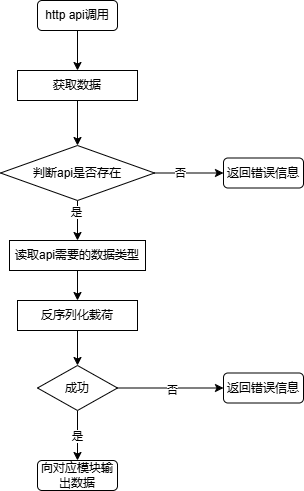 http api调用
获取数据
判断api是否存在
否
返回错误信息
是
读取api需要的数据类型
反序列化载荷
成功
否
返回错误信息
是
向对应模块输
出数据